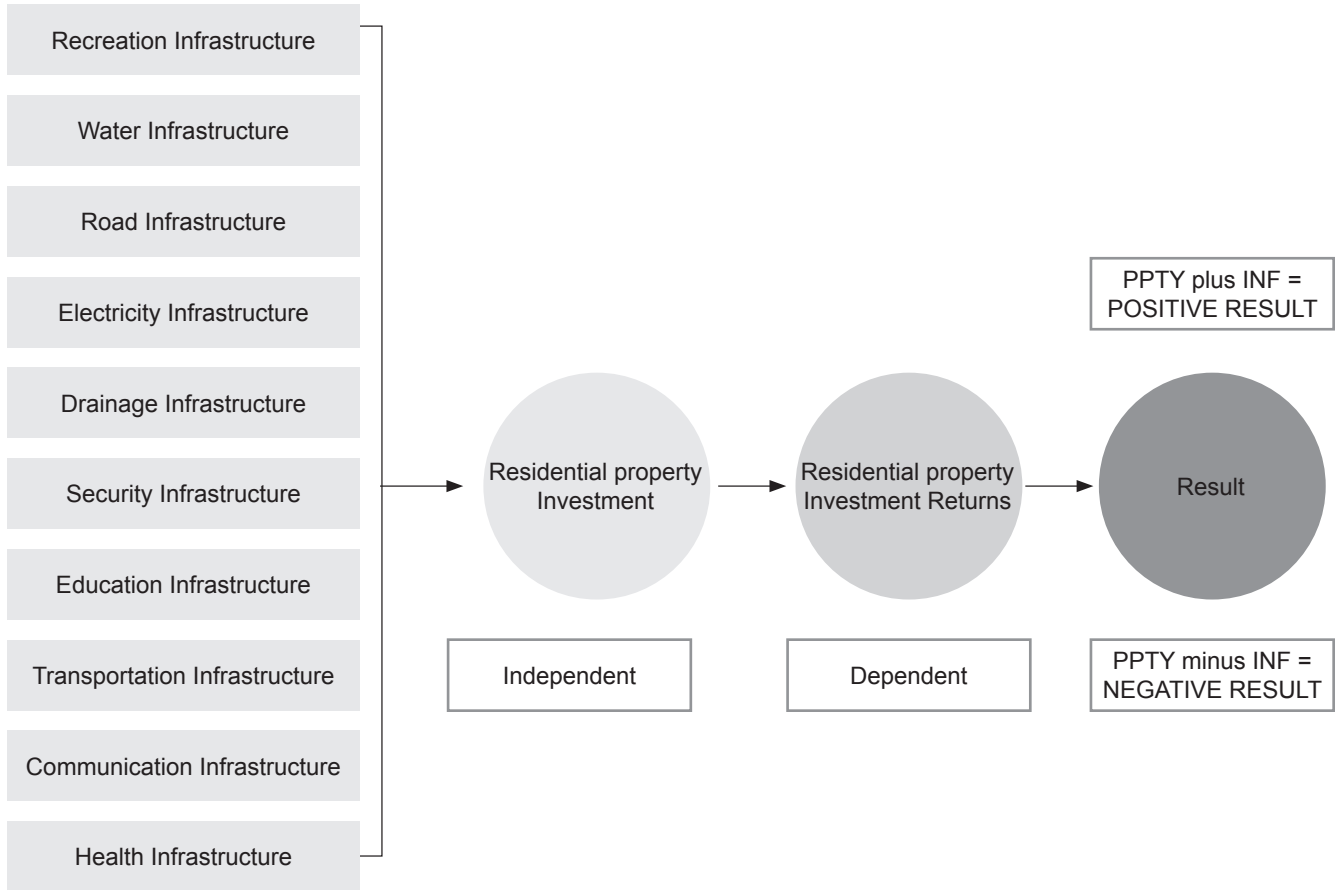 Recreation Infrastructure
Water Infrastructure
Road Infrastructure
Electricity Infrastructure
Drainage Infrastructure
Security Infrastructure
Education Infrastructure
Transportation Infrastructure
Communication Infrastructure
Health Infrastructure
Residential property
Investment
Independent
Residential property
Investment Returns
Dependent
PPTY plus INF =
POSITIVE RESULT
Result
PPTY minus INF =
NEGATIVE RESULT